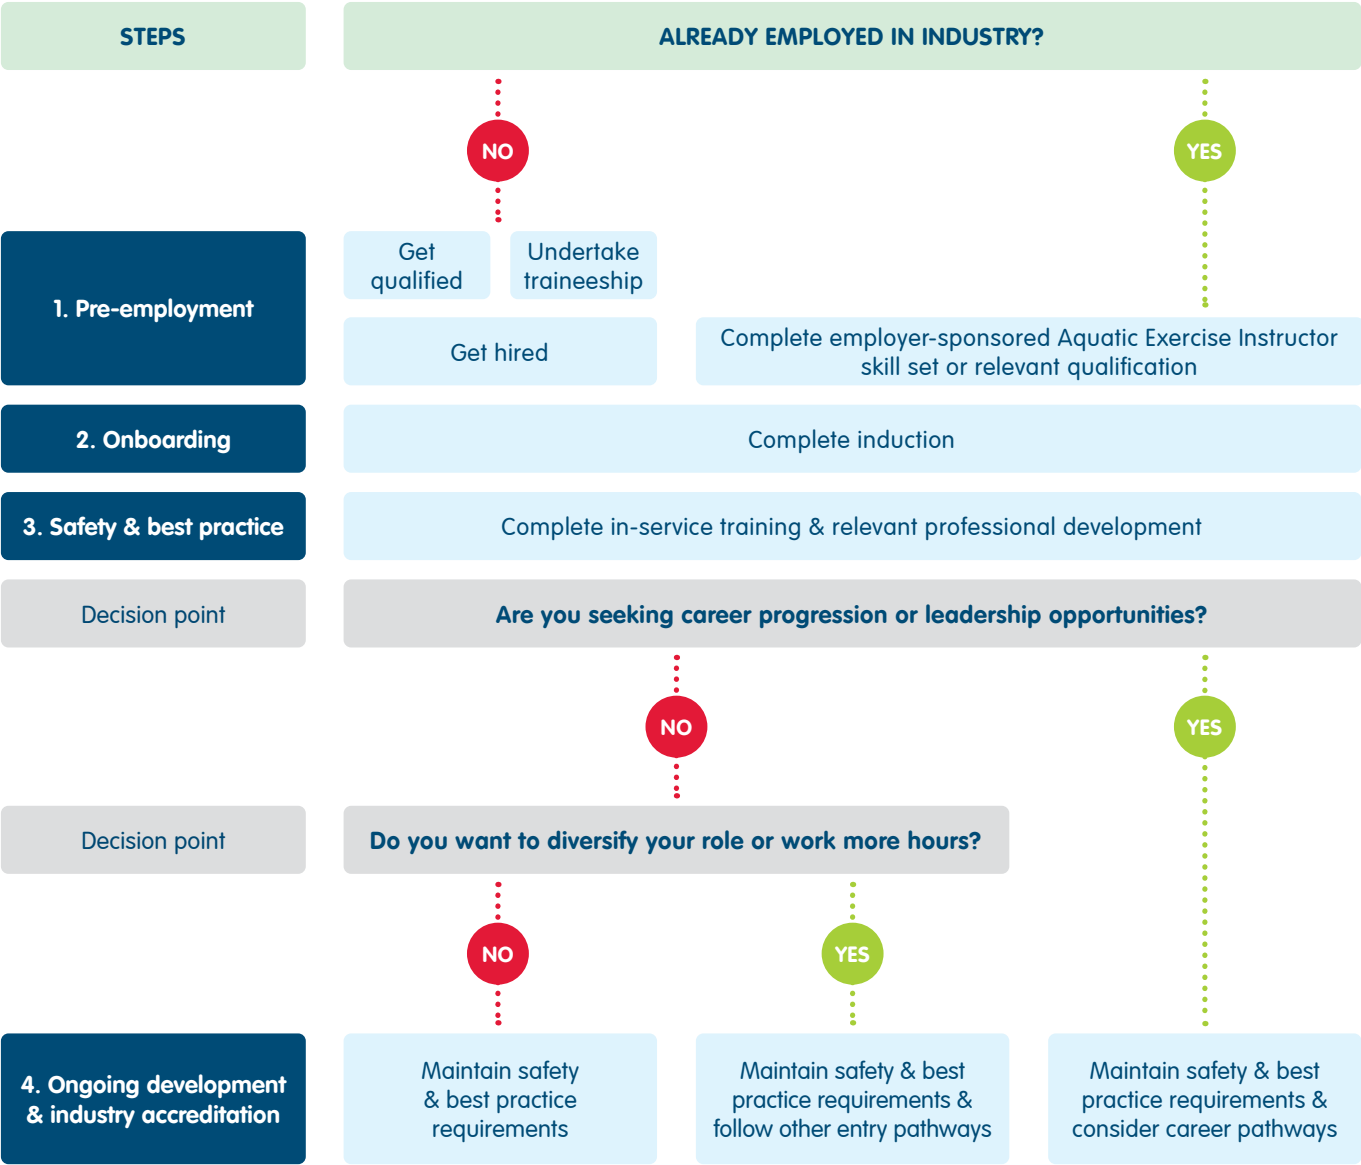 STEPS
ALREADY EMPLOYED IN INDUSTRY?
NO
YES
1. Pre-employment
Get
qualified
Undertake
traineeship
Get hired
Complete employer-sponsored Aquatic Exercise Instructor
skill set or relevant qualification
2. Onboarding
Complete induction
3. Safety & best practice
Complete in-service training & relevant professional development
Decision point
Are you seeking career progression or leadership opportunities?
NO
YES
Decision point
Do you want to diversify your role or work more hours?
NO
YES
4. Ongoing development
& industry accreditation
Maintain safety
& best practice
requirements
Maintain safety & best
practice requirements &
follow other entry pathways
Maintain safety & best
practice requirements &
consider career pathways